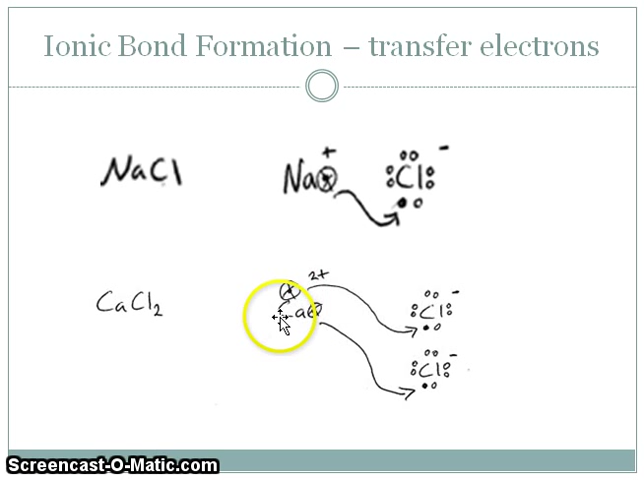 Ionic Bond Formation – transfer electrons
NaCl Na + Cl -
CaCl2 a 2+ Cl -
Cl -
Screencast-O-Matic.com